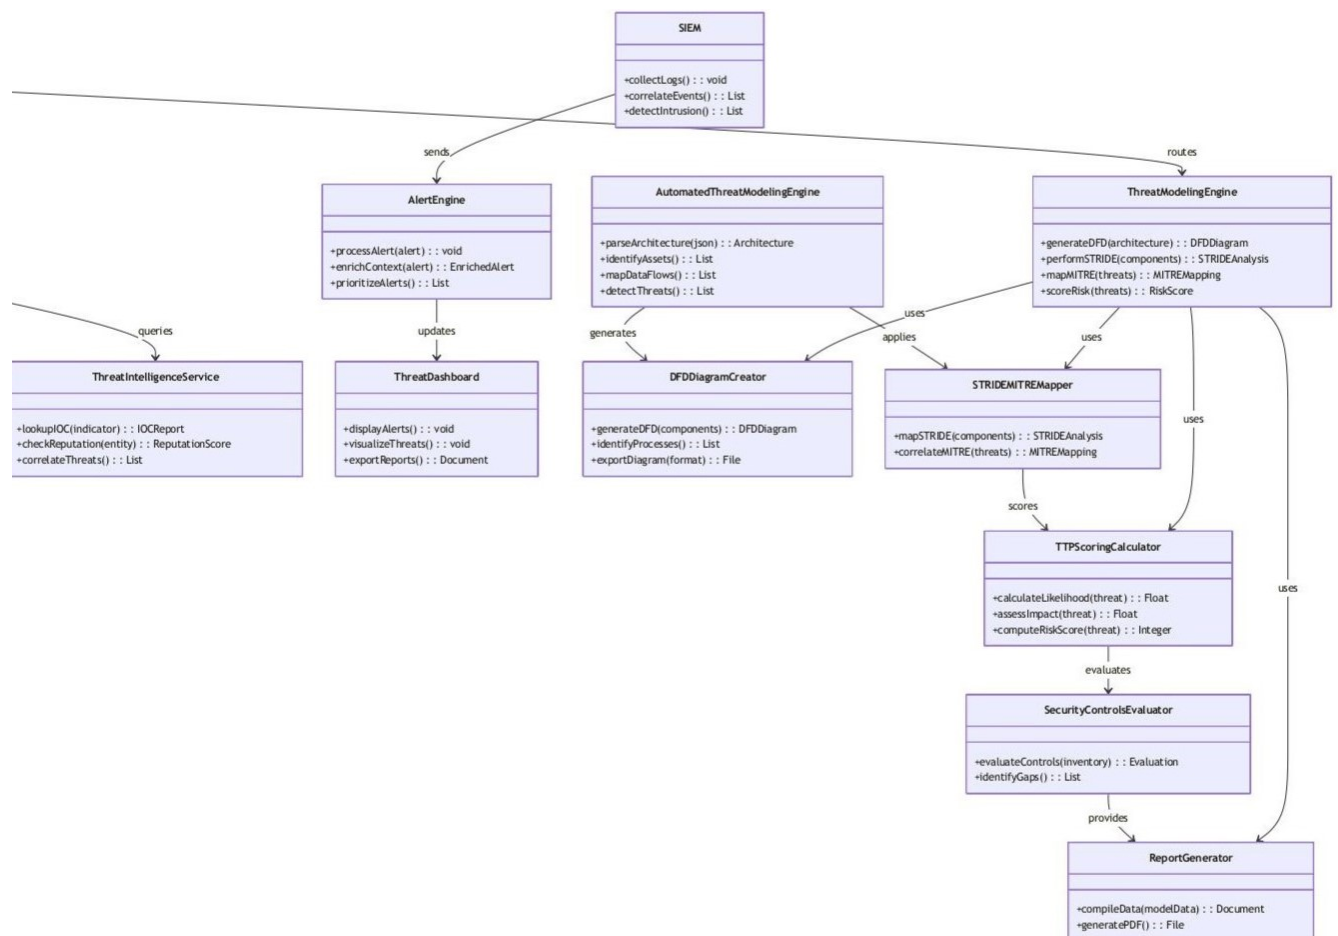 SIEM
+collectLogs() : : void
+correlateEvents() : : List
+detectIntrusion() : : List
sends
routes
AlertEngine
+processAlert(alert) : : void
+enrichContext(alert) : : EnrichedAlert
+prioritizeAlerts() : : List
AutomatedThreatModelingEngine
+parseArchitecture(json) : : Architecture
+identifyAssets() : : List
+mapDataFlows() : : List
+detectThreats() : : List
ThreatModelingEngine
+generateDFD(architecture) : : DFDDiagram
+performSTRIDE(components) : : STRIDEAnalysis
+mapMITRE(threats) : : MITREMapping
+scoreRisk(threats) : : RiskScore
queries
updates
generates
uses
applies
uses
uses
uses
ThreatIntelligenceService
+lookupIOC(indicator) : : IOCReport
+checkReputation(entity) : : ReputationScore
+correlateThreats() : : List
ThreatDashboard
+displayAlerts() : : void
+visualizeThreats() : : void
+exportReports() : : Document
DFDDiagramCreator
+generateDFD(components) : : DFDDiagram
+identifyProcesses() : : List
+exportDiagram(format) : : File
STRIDEMITREMapper
+mapSTRIDE(components) : : STRIDEAnalysis
+correlateMITRE(threats) : : MITREMapping
scores
TTPScoringCalculator
+calculateLikelihood(threat) : : Float
+assessImpact(threat) : : Float
+computeRiskScore(threat) : : Integer
evaluates
SecurityControlsEvaluator
+evaluateControls(inventory) : : Evaluation
+identifyGaps() : : List
provides
ReportGenerator
+compileData(modelData) : : Document
+generatePDF() : : File